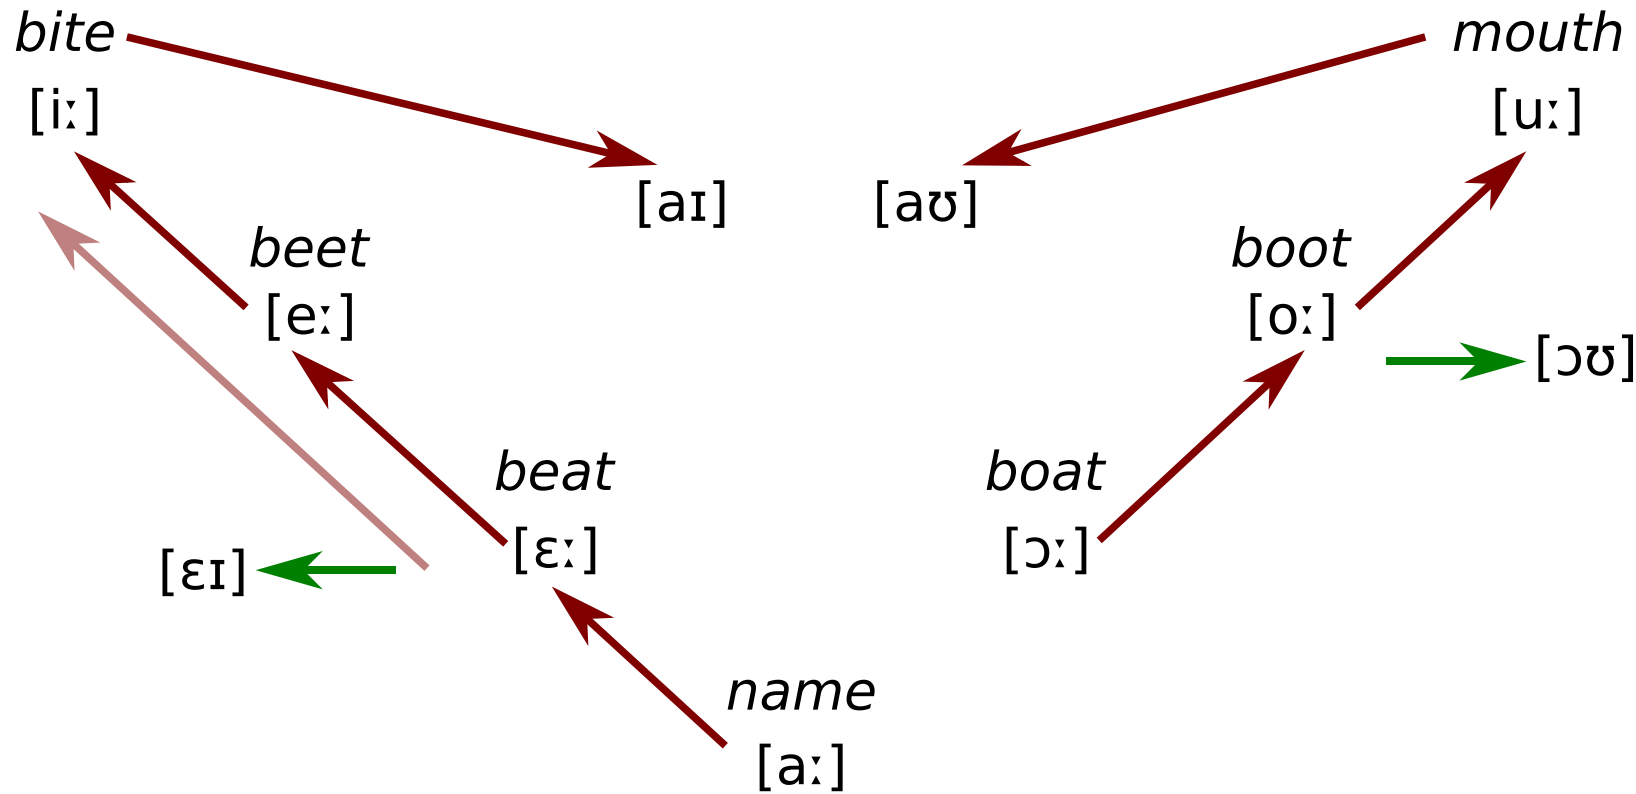 bite
[iː]
mouth
[uː]
[aɪ]
[aʊ]
beet
[eː]
boot
[oː]
[ɔʊ]
beat
[ɛː]
boat
[ɔː]
[ɛɪ]
name
[aː]